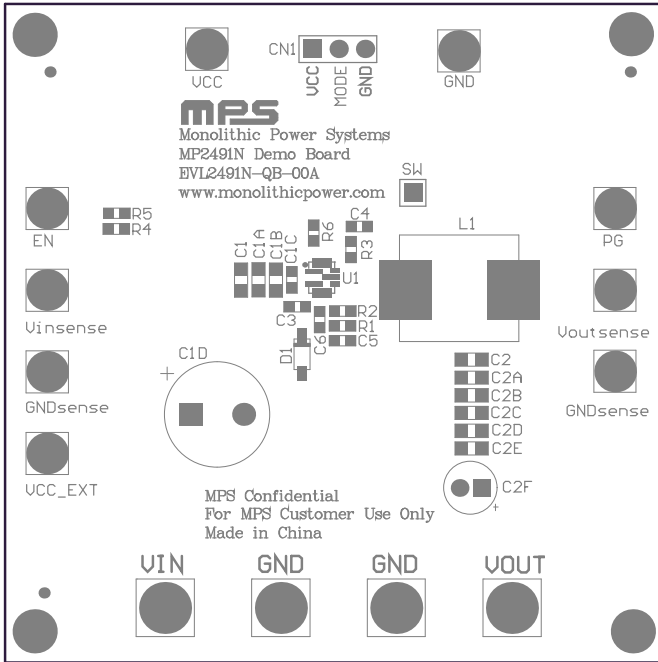 CN1
VCC
VCC
MODE
GND
GND
MPS
Monolithic Power Systems
MP2491N Demo Board
EVL2491N-QB-00A
www.monolithicpower.com
SW
R5
R4
EN
R6
C4
R3
L1
PG
C1
C1A
C1B
C1C
U1
Vinsense
C3
C6
R2
R1
C5
Voutsense
D1
C1D
+
GNDsense
C2
C2A
C2B
C2C
C2D
C2E
GNDsense
VCC_EXT
C2F
+
MPS Confidential
For MPS Customer Use Only
Made in China
VIN
GND
GND
VOUT